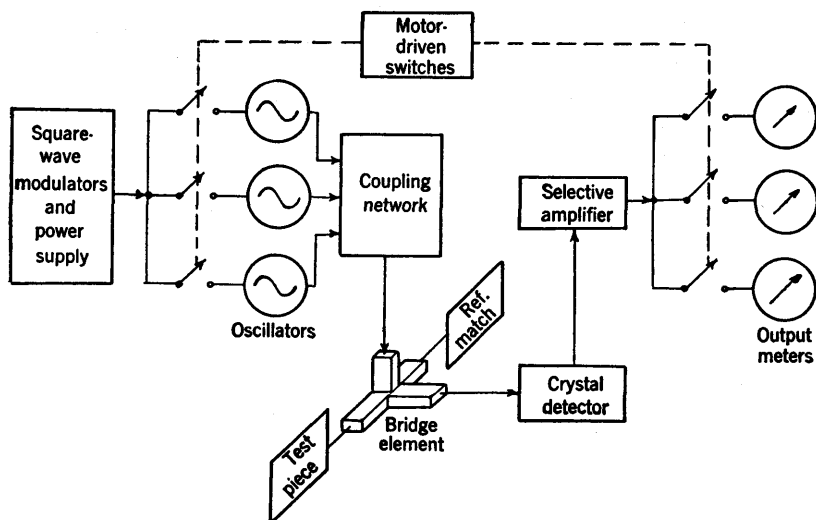 Motor-
driven
switches
Square-
wave
modulators
and
power
supply
Oscillators
Coupling
network
Selective
amplifier
Output
meters
Ref.
match
Crystal
detector
Bridge
element
Test
piece